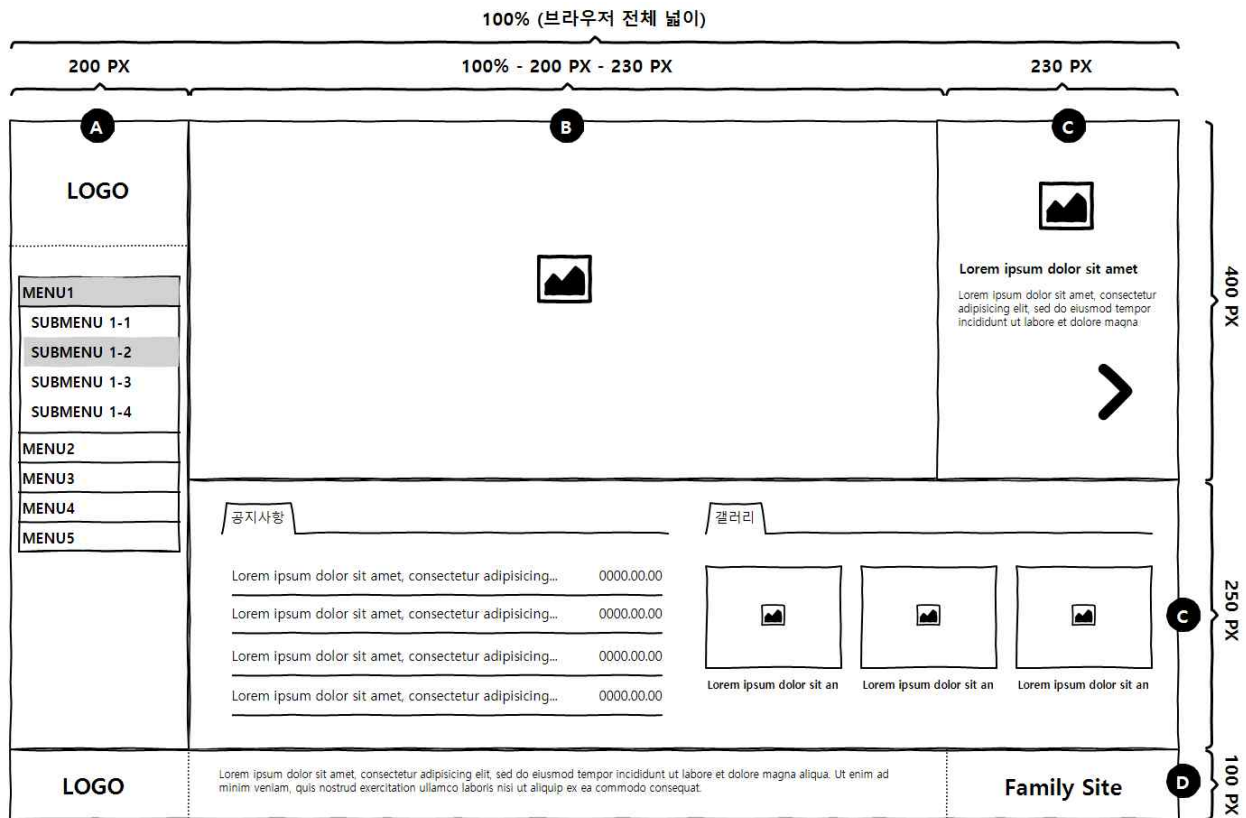 100% (브라우저 전체 넓이)
200 PX
100% - 200 PX - 230 PX
230 PX
A
B
C
LOGO
MENU1
SUBMENU 1-1
SUBMENU 1-2
SUBMENU 1-3
SUBMENU 1-4
MENU2
MENU3
MENU4
MENU5
Lorem ipsum dolor sit amet
Lorem ipsum dolor sit amet, consectetur
adipisicing elit, sed do eiusmod tempor
incididunt ut labore et dolore magna
400 PX
공지사항
Lorem ipsum dolor sit amet, consectetur adipisicing... 0000.00.00
Lorem ipsum dolor sit amet, consectetur adipisicing... 0000.00.00
Lorem ipsum dolor sit amet, consectetur adipisicing... 0000.00.00
Lorem ipsum dolor sit amet, consectetur adipisicing... 0000.00.00
갤러리
Lorem ipsum dolor sit an
Lorem ipsum dolor sit an
Lorem ipsum dolor sit an
C
250 PX
LOGO
Lorem ipsum dolor sit amet, consectetur adipisicing elit, sed do eiusmod tempor incididunt ut labore et dolore magna aliqua. Ut enim ad
minim veniam, quis nostrud exercitation ullamco laboris nisi ut aliquip ex ea commodo consequat.
Family Site
D
100 PX